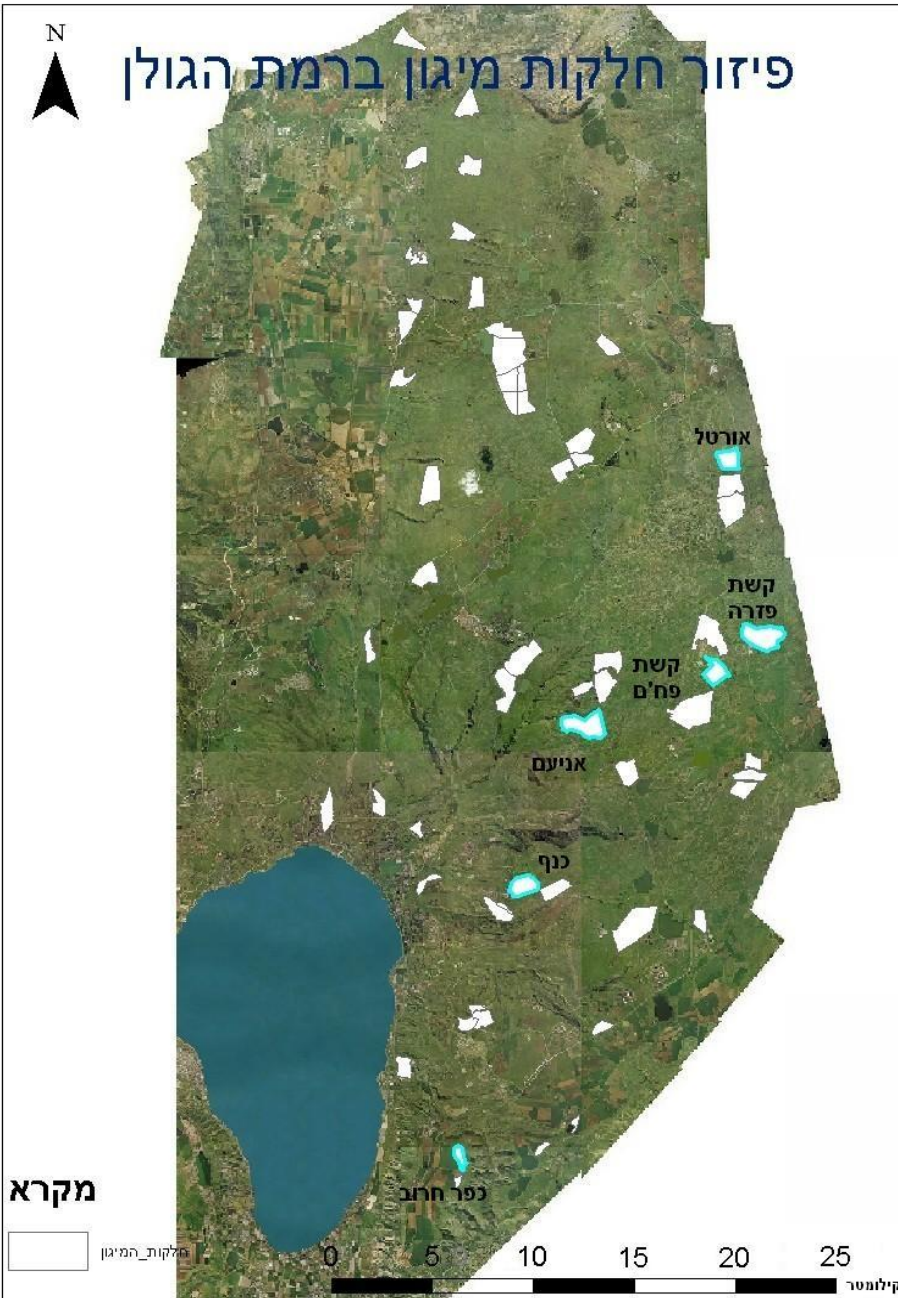 N
פיזור חלקות מיגון ברמת הגולן
אורטל
קשת
פזרה
קשת
פח'ם
אניעם
כנף
כפר חרוב
מקרא
חלקות_המיגון
0 5 10 15 20 25
קילומטר